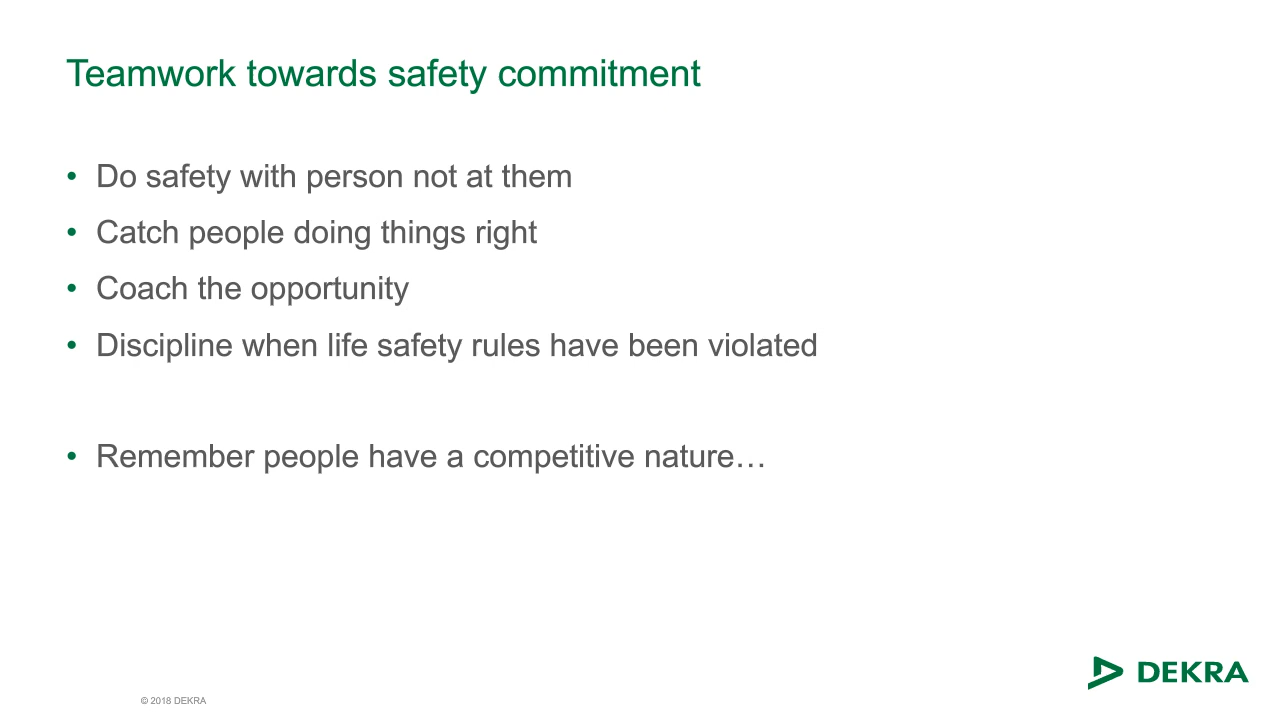 Teamwork towards safety commitment
• Do safety with person not at them
• Catch people doing things right
• Coach the opportunity
• Discipline when life safety rules have been violated
• Remember people have a competitive nature…
© 2018 DEKRA
DEKRA